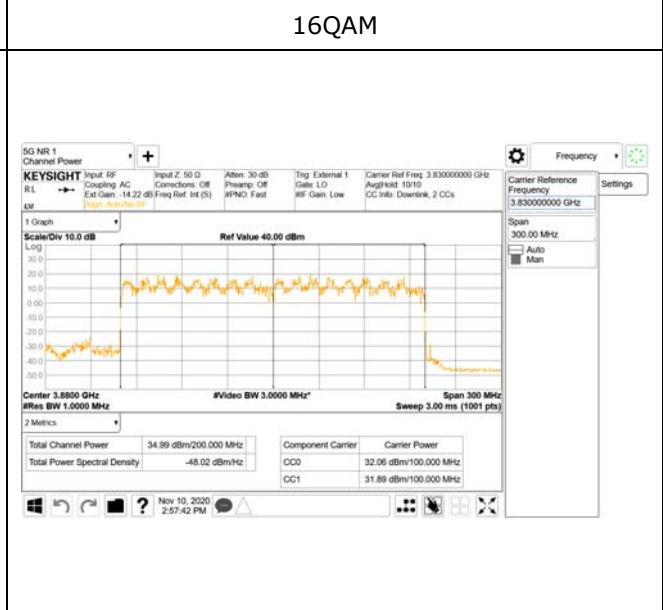 16QAM
5G NR 1
Channel Power
Frequency
KEYSIGHT
RL
Input: RF
Coupling: AC
Ext Gain: -14.22 dB
Align: Auto/No RF
Input Z: 50 Ω
Corrections: Off
Freq Ref: Int (S)
Atten: 30 dB
Preamp: Off
#PNO: Fast
Trig: External 1
Gate: LO
#IF Gain: Low
Carrier Ref Freq: 3.830000000 GHz
Avg|Hold: 10/10
CC Info: Downlink, 2 CCs
Carrier Reference
Frequency
3.830000000 GHz
Settings
Span
300.00 MHz
Auto
Man
1 Graph
Scale/Div 10.0 dB
Ref Value 40.00 dBm
Log
30.0
20.0
10.0
0.00
-10.0
-20.0
-30.0
-40.0
-50.0
Center 3.8800 GHz
#Video BW 3.0000 MHz*
Span 300 MHz
#Res BW 1.0000 MHz
Sweep 3.00 ms (1001 pts)
2 Metrics
Total Channel Power 34.99 dBm/200.000 MHz
Total Power Spectral Density -48.02 dBm/Hz
Component Carrier Carrier Power
CC0 32.06 dBm/100.000 MHz
CC1 31.89 dBm/100.000 MHz
?
Nov 10, 2020
2:57:42 PM